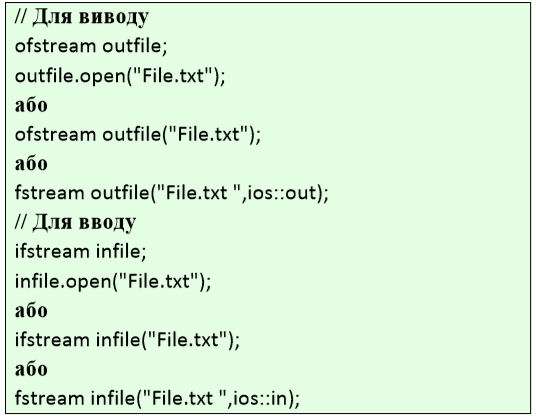 // Для виводу
ofstream outfile;
outfile.open("File.txt");
або
ofstream outfile("File.txt");
або
fstream outfile("File.txt ",ios::out);
// Для вводу
ifstream infile;
infile.open("File.txt");
або
ifstream infile("File.txt");
або
fstream infile("File.txt ",ios::in);